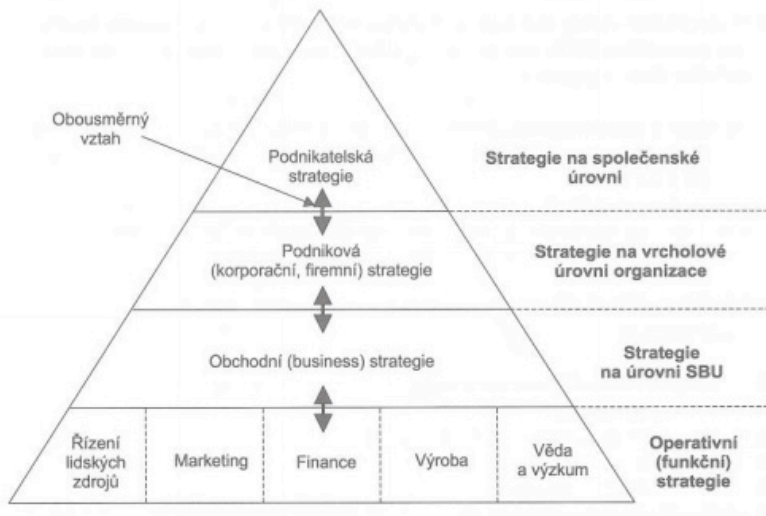 Obousměrný
vztah
Podnikatelská
strategie
Strategie na společenské
úrovni
Podniková
(korporační, firemní) strategie
Strategie na vrcholové
úrovni organizace
Obchodní (business) strategie
Strategie
na úrovni SBU
Řízení
lidských
zdrojů
Marketing
Finance
Výroba
Věda
a výzkum
Operativní
(funkční)
strategie